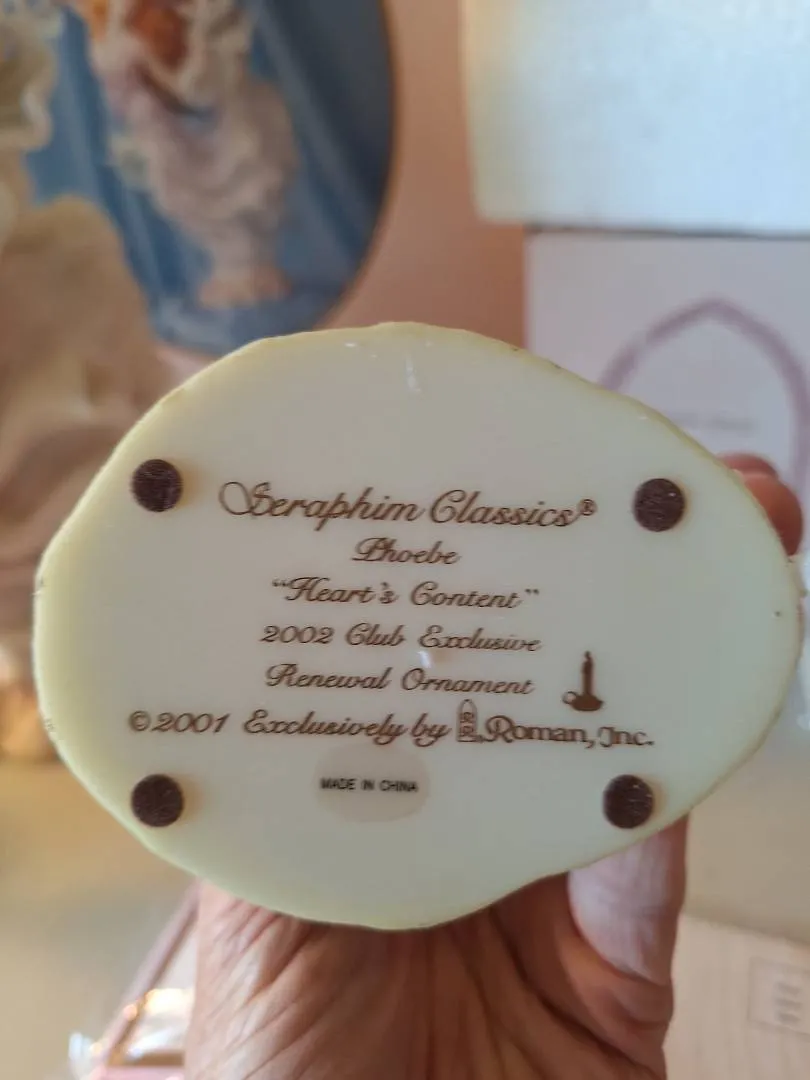 Seraphim Classics®
Phoebe
"Heart's Content"
2002 Club Exclusive
Renewal Ornament
©2001 Exclusively by Roman, Inc.
MADE IN CHINA